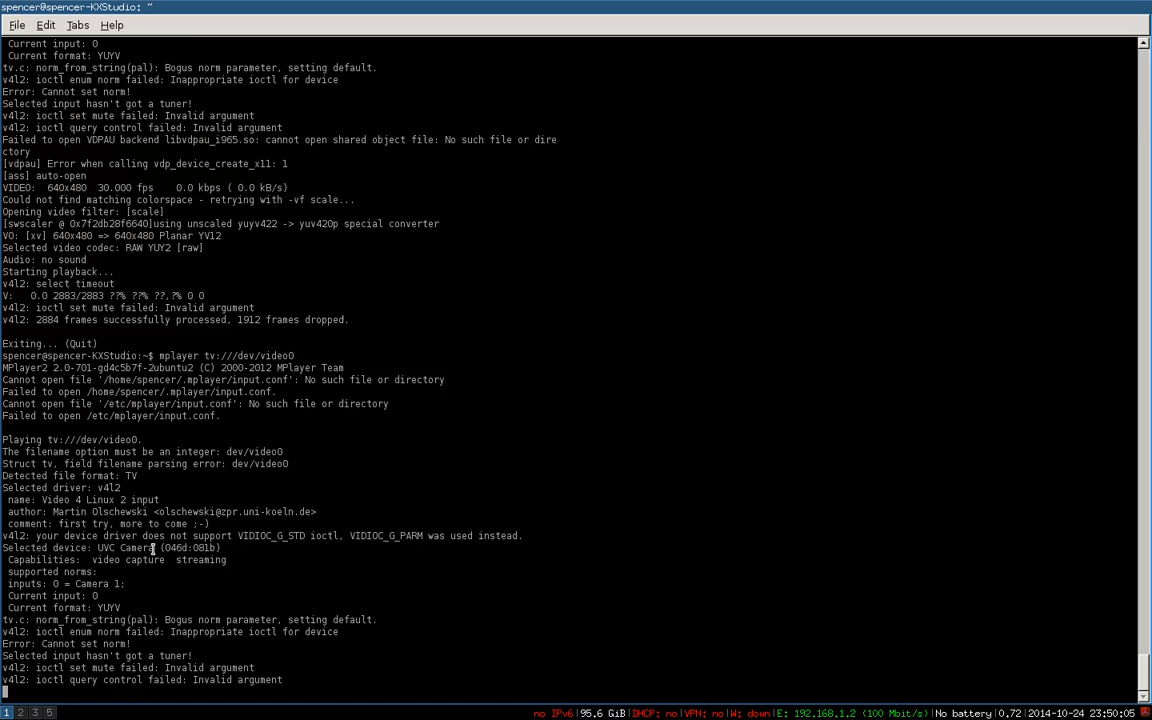 spencer@spencer-KXStudio: ~
File Edit Tabs Help
Current input: 0
Current format: YUYV
tv.c: norm_from_string(pal): Bogus norm parameter, setting default.
v4l2: ioctl enum norm failed: Inappropriate ioctl for device
Error: Cannot set norm!
Selected input hasn't got a tuner!
v4l2: ioctl set mute failed: Invalid argument
v4l2: ioctl query control failed: Invalid argument
Failed to open VDPAU backend libvdpau_i965.so: cannot open shared object file: No such file or dire
ctory
[vdpau] Error when calling vdp_device_create_x11: 1
[ass] auto-open
VIDEO:  640x480  30.000 fps    0.0 kbps ( 0.0 kB/s)
Could not find matching colorspace - retrying with -vf scale...
Opening video filter: [scale]
[swscaler @ 0x7f2db28f6640]using unscaled yuyv422 -> yuv420p special converter
VO: [xv] 640x480 => 640x480 Planar YV12
Selected video codec: RAW YUY2 [raw]
Audio: no sound
Starting playback...
v4l2: select timeout
V:   0.0 2883/2883 ??% ??% ??,?% 0 0
v4l2: ioctl set mute failed: Invalid argument
v4l2: 2884 frames successfully processed, 1912 frames dropped.
Exiting... (Quit)
spencer@spencer-KXStudio:~$ mplayer tv:///dev/video0
MPlayer2 2.0-701-gd4c5b7f-2ubuntu2 (C) 2000-2012 MPlayer Team
Cannot open file '/home/spencer/.mplayer/input.conf': No such file or directory
Failed to open /home/spencer/.mplayer/input.conf.
Cannot open file '/etc/mplayer/input.conf': No such file or directory
Failed to open /etc/mplayer/input.conf.
Playing tv:///dev/video0.
The filename option must be an integer: dev/video0
Struct tv, field filename parsing error: dev/video0
Detected file format: TV
Selected driver: v4l2
name: Video 4 Linux 2 input
author: Martin Olschewski <olschewski@zpr.uni-koeln.de>
comment: first try, more to come ;-)
v4l2: your device driver does not support VIDIOC_G_STD ioctl, VIDIOC_G_PARM was used instead.
Selected device: UVC Camera (046d:081b)
Capabilities:  video capture  streaming
supported norms:
inputs: 0 = Camera 1;
Current input: 0
Current format: YUYV
tv.c: norm_from_string(pal): Bogus norm parameter, setting default.
v4l2: ioctl enum norm failed: Inappropriate ioctl for device
Error: Cannot set norm!
Selected input hasn't got a tuner!
v4l2: ioctl set mute failed: Invalid argument
v4l2: ioctl query control failed: Invalid argument
1 2 3 5 no IPv6|95.6 GiB|DHCP: no|VPN: no|W: down|E: 192.168.1.2 (100 Mbit/s)|No battery|0.72|2014-10-24 23:50:05